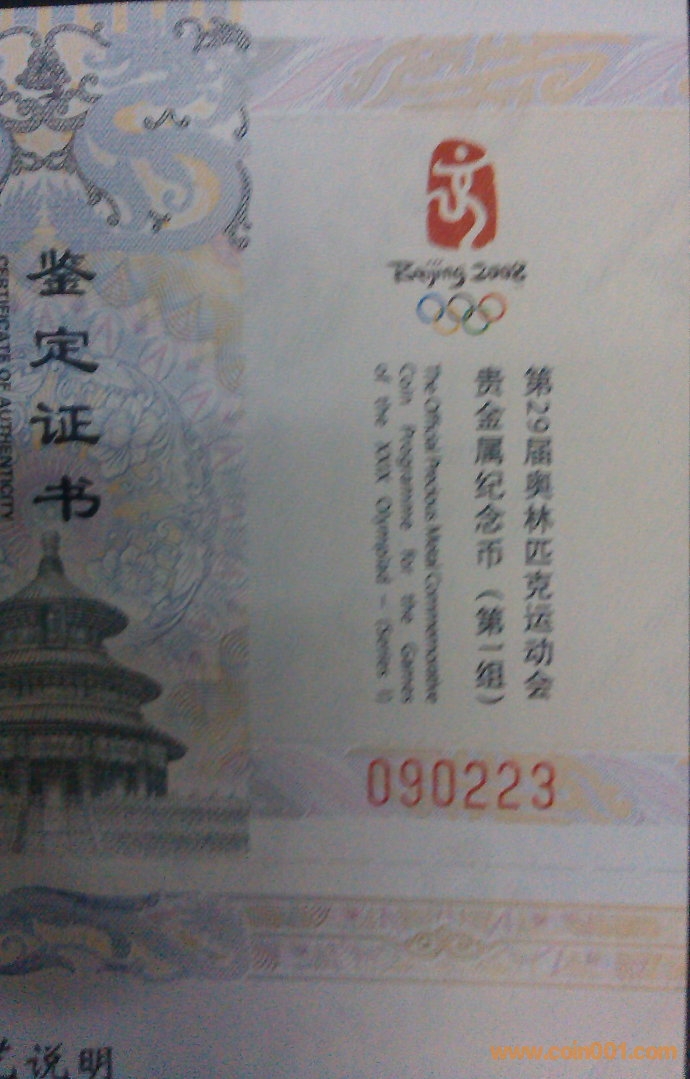 鉴定证书
CERTIFICATE OF AUTHENTICITY
Beijing 2008
第29届奥林匹克运动会
贵金属纪念币（第1组）
The Official Precious Metal Commemorative
Coin Programme for the Games
of the XXIX Olympiad – (Series I)
090223
说明
www.coin001.com